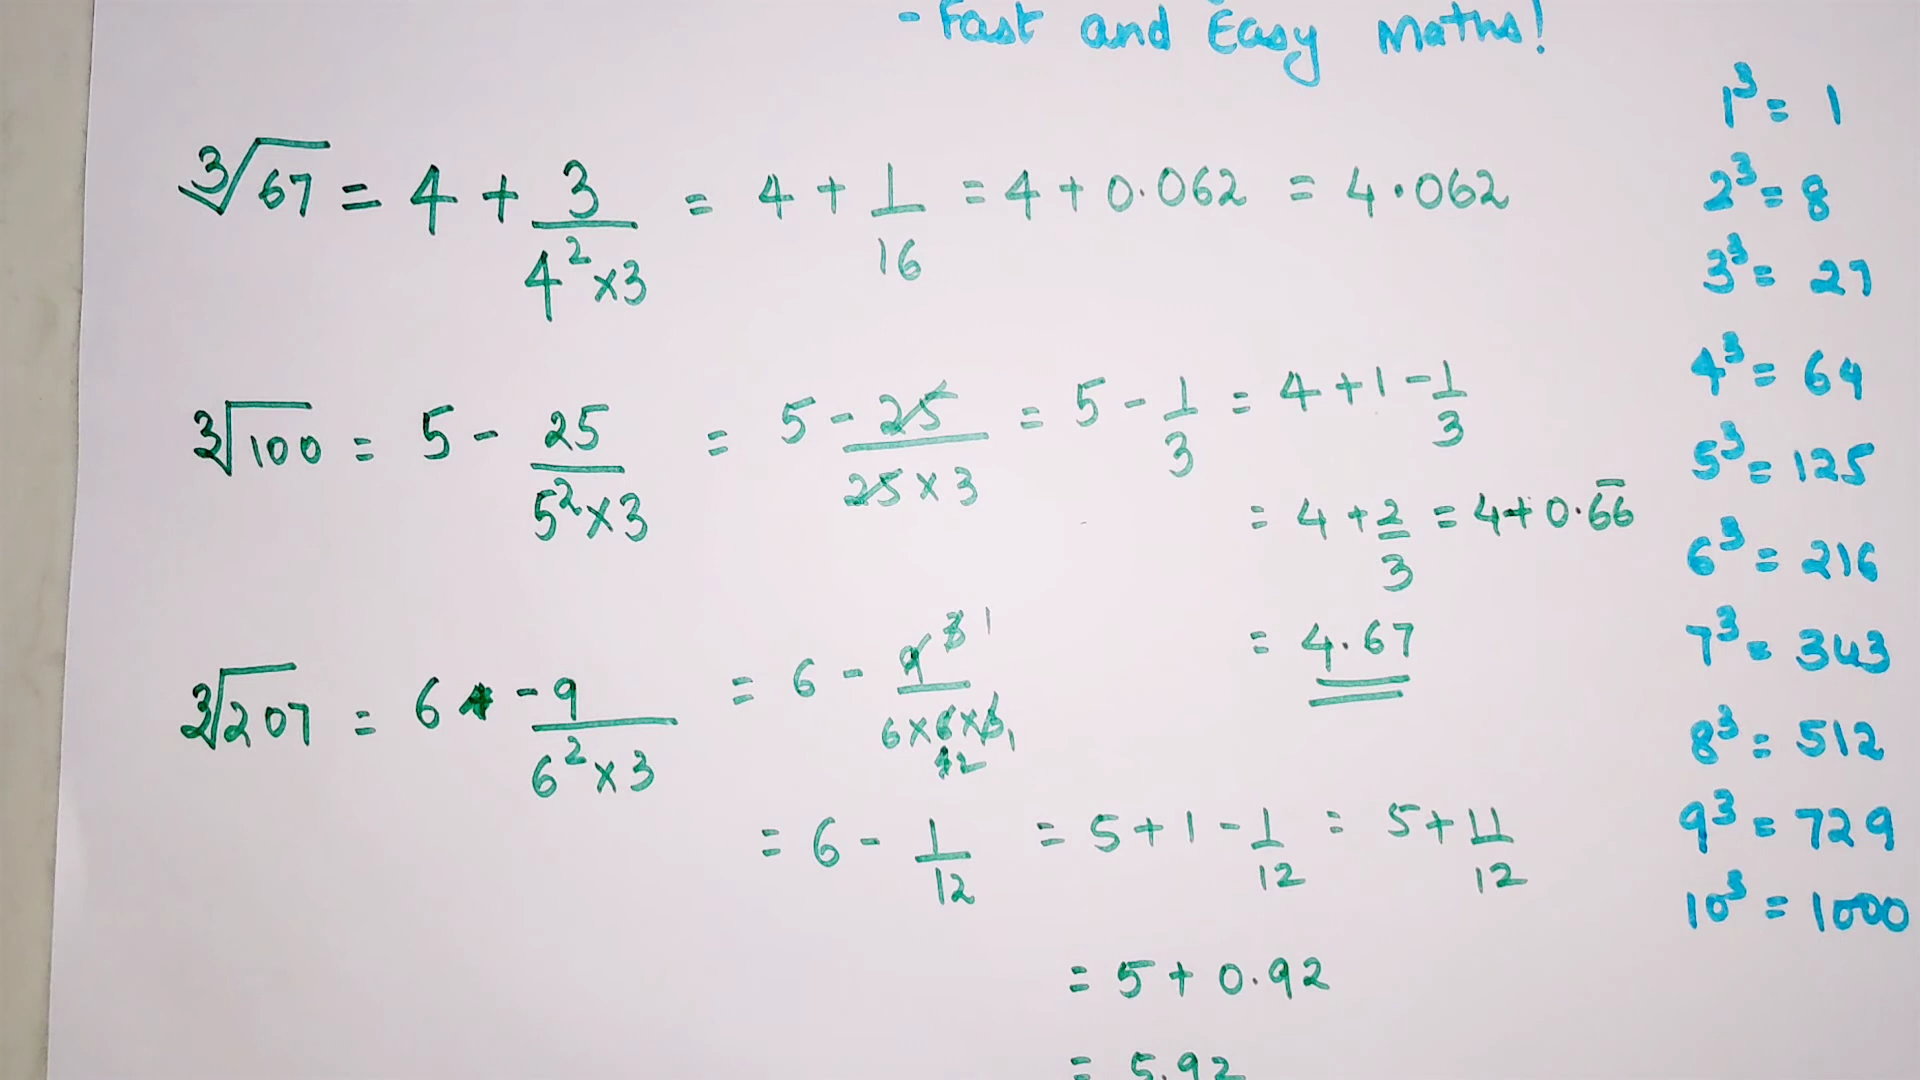 - Fast and Easy Maths!
∛67 = 4 + 3/(4² × 3) = 4 + 1/16 = 4 + 0.062 = 4.062
∛100 = 5 - 25/(5² × 3) = 5 - 25/(25 × 3) = 5 - 1/3 = 4 + 1 - 1/3
= 4 + 2/3 = 4 + 0.6̅6̅
= 4.67
∛207 = 6 - 9/(6² × 3) = 6 - 9/(6 × 6 × 3)
= 6 - 1/12 = 5 + 1 - 1/12 = 5 + 11/12
= 5 + 0.92
= 5.92
1³ = 1
2³ = 8
3³ = 27
4³ = 64
5³ = 125
6³ = 216
7³ = 343
8³ = 512
9³ = 729
10³ = 1000